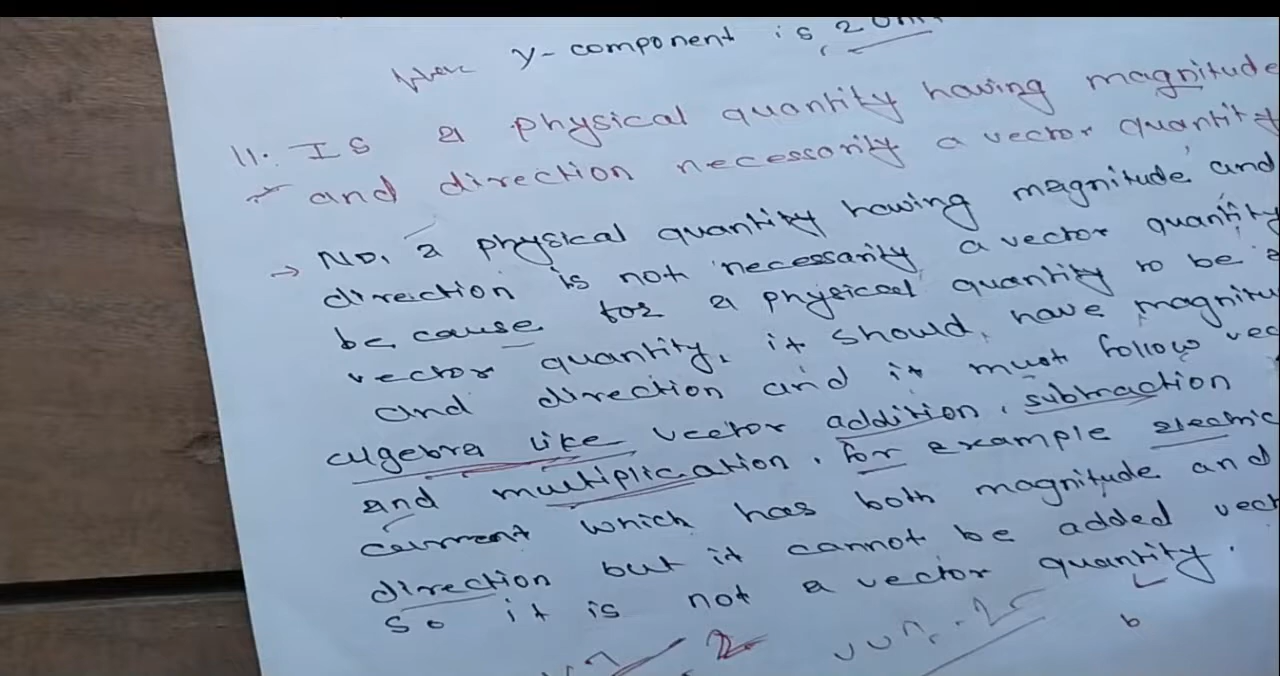 y-component is 2 unit
11. Is a physical quantity having magnitude
and direction necessarily a vector quantity
→ No, a physical quantity having magnitude and
direction is not necessarily a vector quantity
because for a physical quantity to be a
vector quantity, it should, have magnitu
and direction and it must follow vec
algebra like vector addition, subtraction
and multiplication. for example electric
current which has both magnitude and
direction but it cannot be added vect
so it is not a vector quantity.